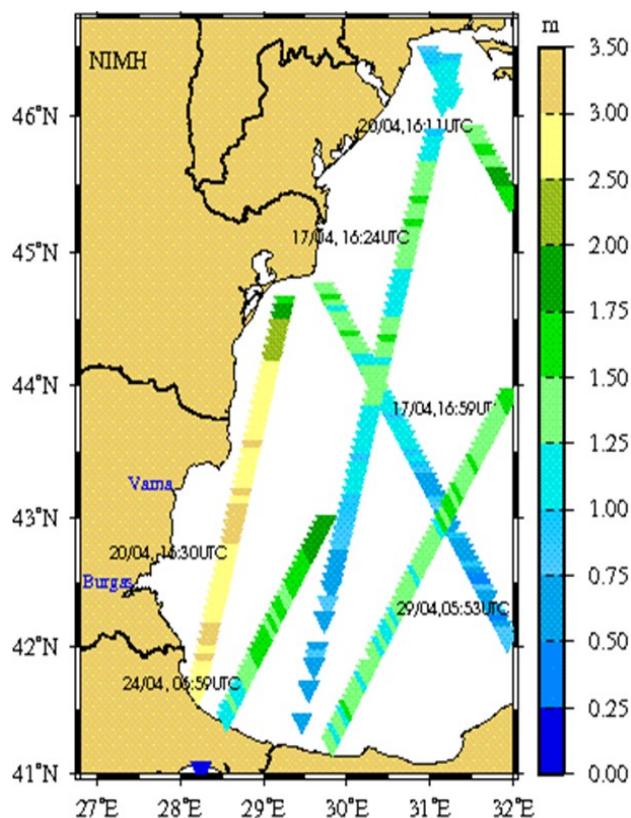 m
NIMH
3.50
3.00
2.50
2.00
1.75
1.50
1.25
1.00
0.75
0.50
0.25
0.00
46°N
45°N
44°N
43°N
42°N
41°N
20/04,16:11UTC
17/04, 16:24UTC
17/04,16:59UTC
Varna
20/04, 16:30UTC
Burgas
29/04,05:53UTC
24/04, 06:59UTC
27°E
28°E
29°E
30°E
31°E
32°E